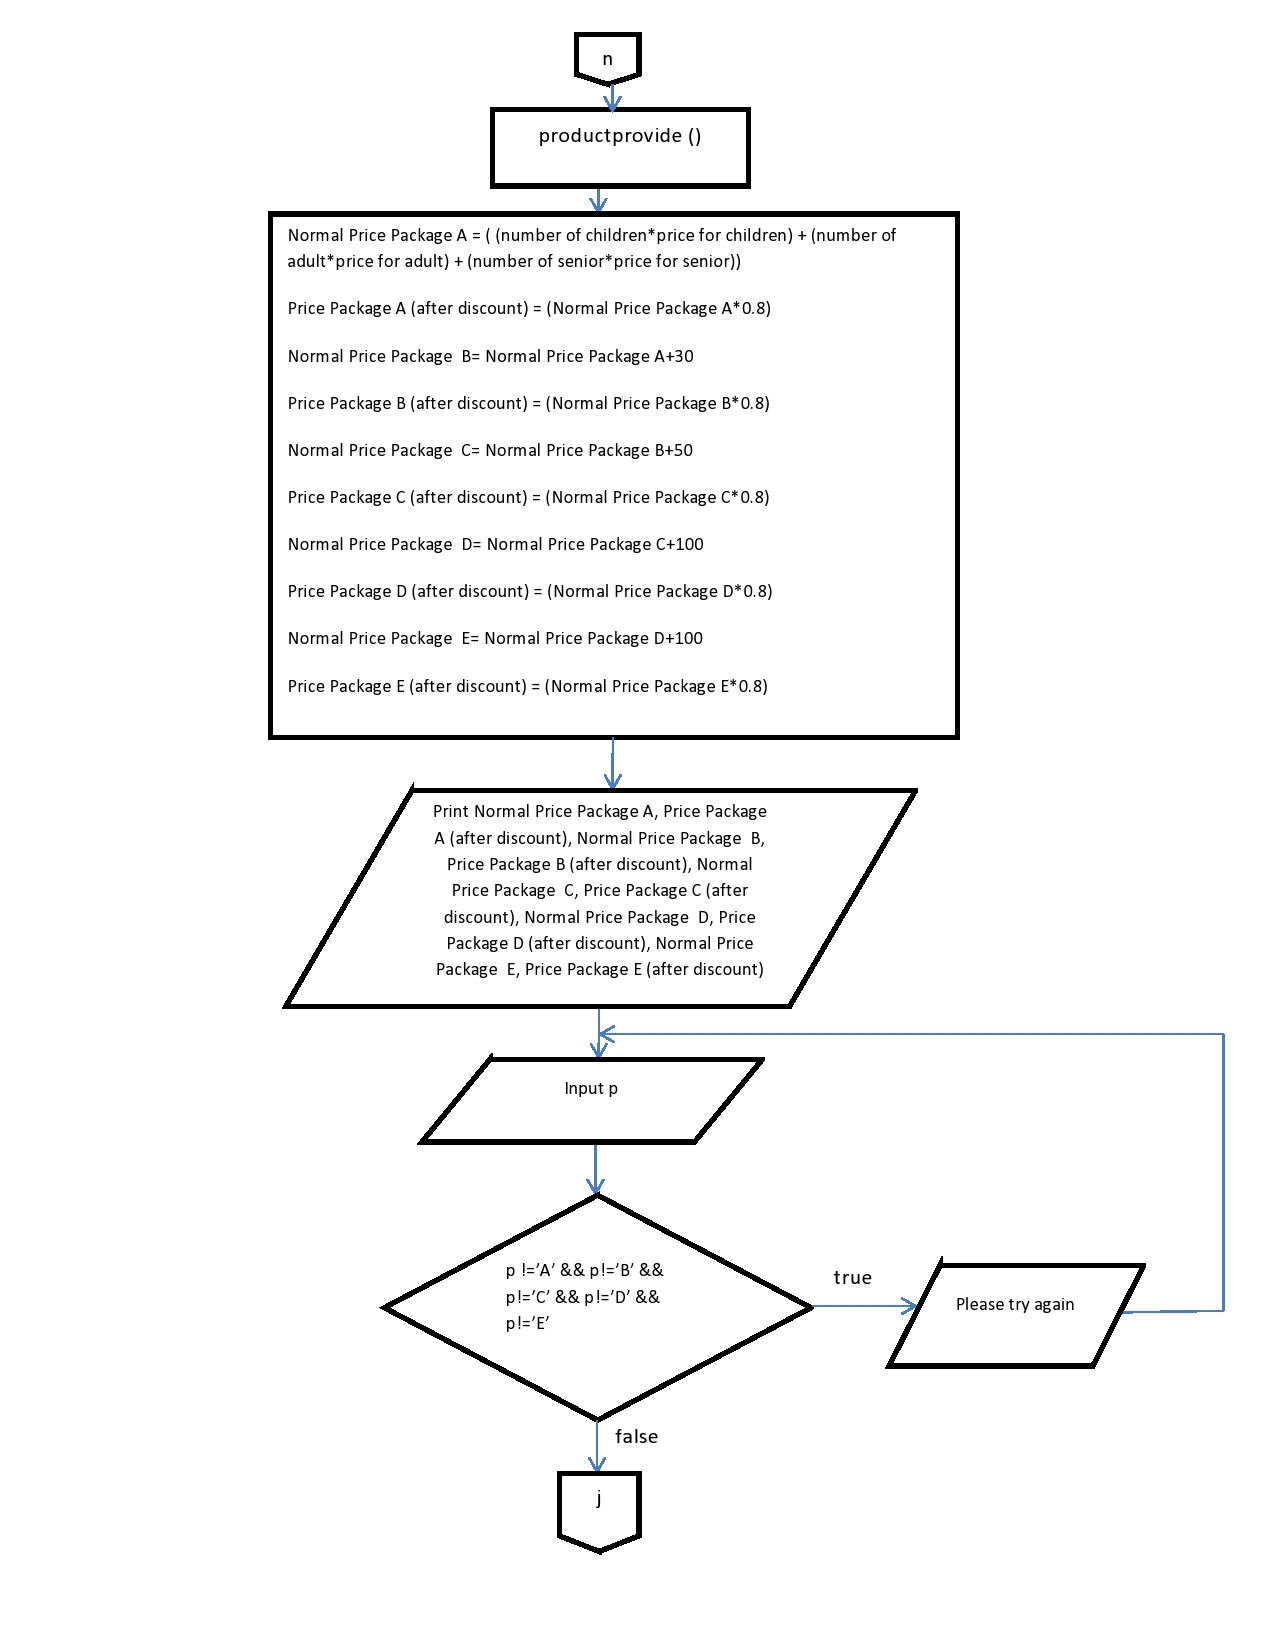 n
productprovide ()
Normal Price Package A = ( (number of children*price for children) + (number of
adult*price for adult) + (number of senior*price for senior))
Price Package A (after discount) = (Normal Price Package A*0.8)
Normal Price Package  B= Normal Price Package A+30
Price Package B (after discount) = (Normal Price Package B*0.8)
Normal Price Package  C= Normal Price Package B+50
Price Package C (after discount) = (Normal Price Package C*0.8)
Normal Price Package  D= Normal Price Package C+100
Price Package D (after discount) = (Normal Price Package D*0.8)
Normal Price Package  E= Normal Price Package D+100
Price Package E (after discount) = (Normal Price Package E*0.8)
Print Normal Price Package A, Price Package
A (after discount), Normal Price Package  B,
Price Package B (after discount), Normal
Price Package  C, Price Package C (after
discount), Normal Price Package  D, Price
Package D (after discount), Normal Price
Package  E, Price Package E (after discount)
Input p
p !=’A’ && p!=’B’ &&
p!=’C’ && p!=’D’ &&
p!=’E’
true
Please try again
false
j